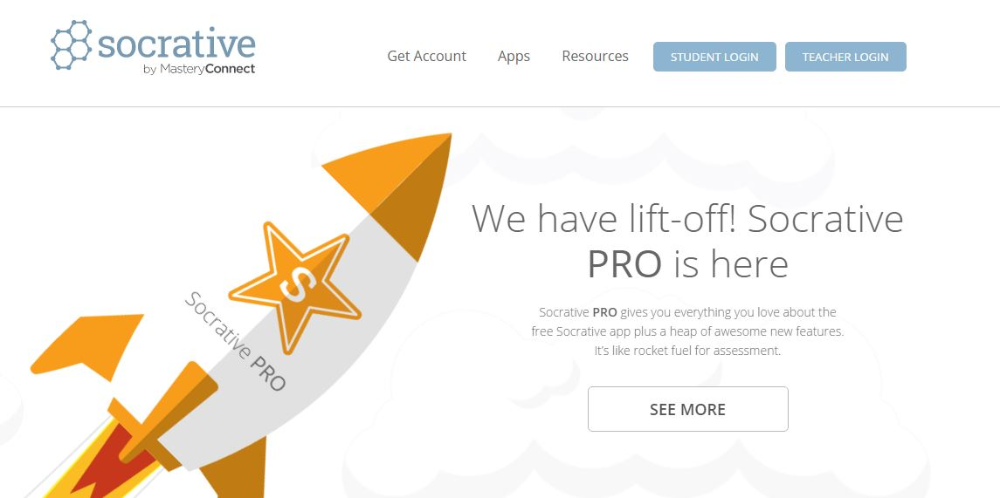 socrative
by MasteryConnect
Get Account
Apps
Resources
STUDENT LOGIN
TEACHER LOGIN
S
Socrative PRO
We have lift-off! Socrative
PRO is here
Socrative PRO gives you everything you love about the
free Socrative app plus a heap of awesome new features.
It’s like rocket fuel for assessment.
SEE MORE